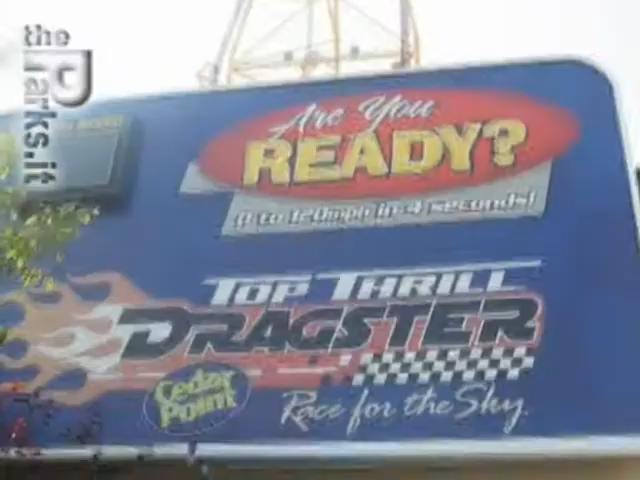 the
Parks.it
Are You
READY?
0 to 120mph in 4 seconds!
TOP THRILL
DRAGSTER
Cedar
Point
Race for the Sky.